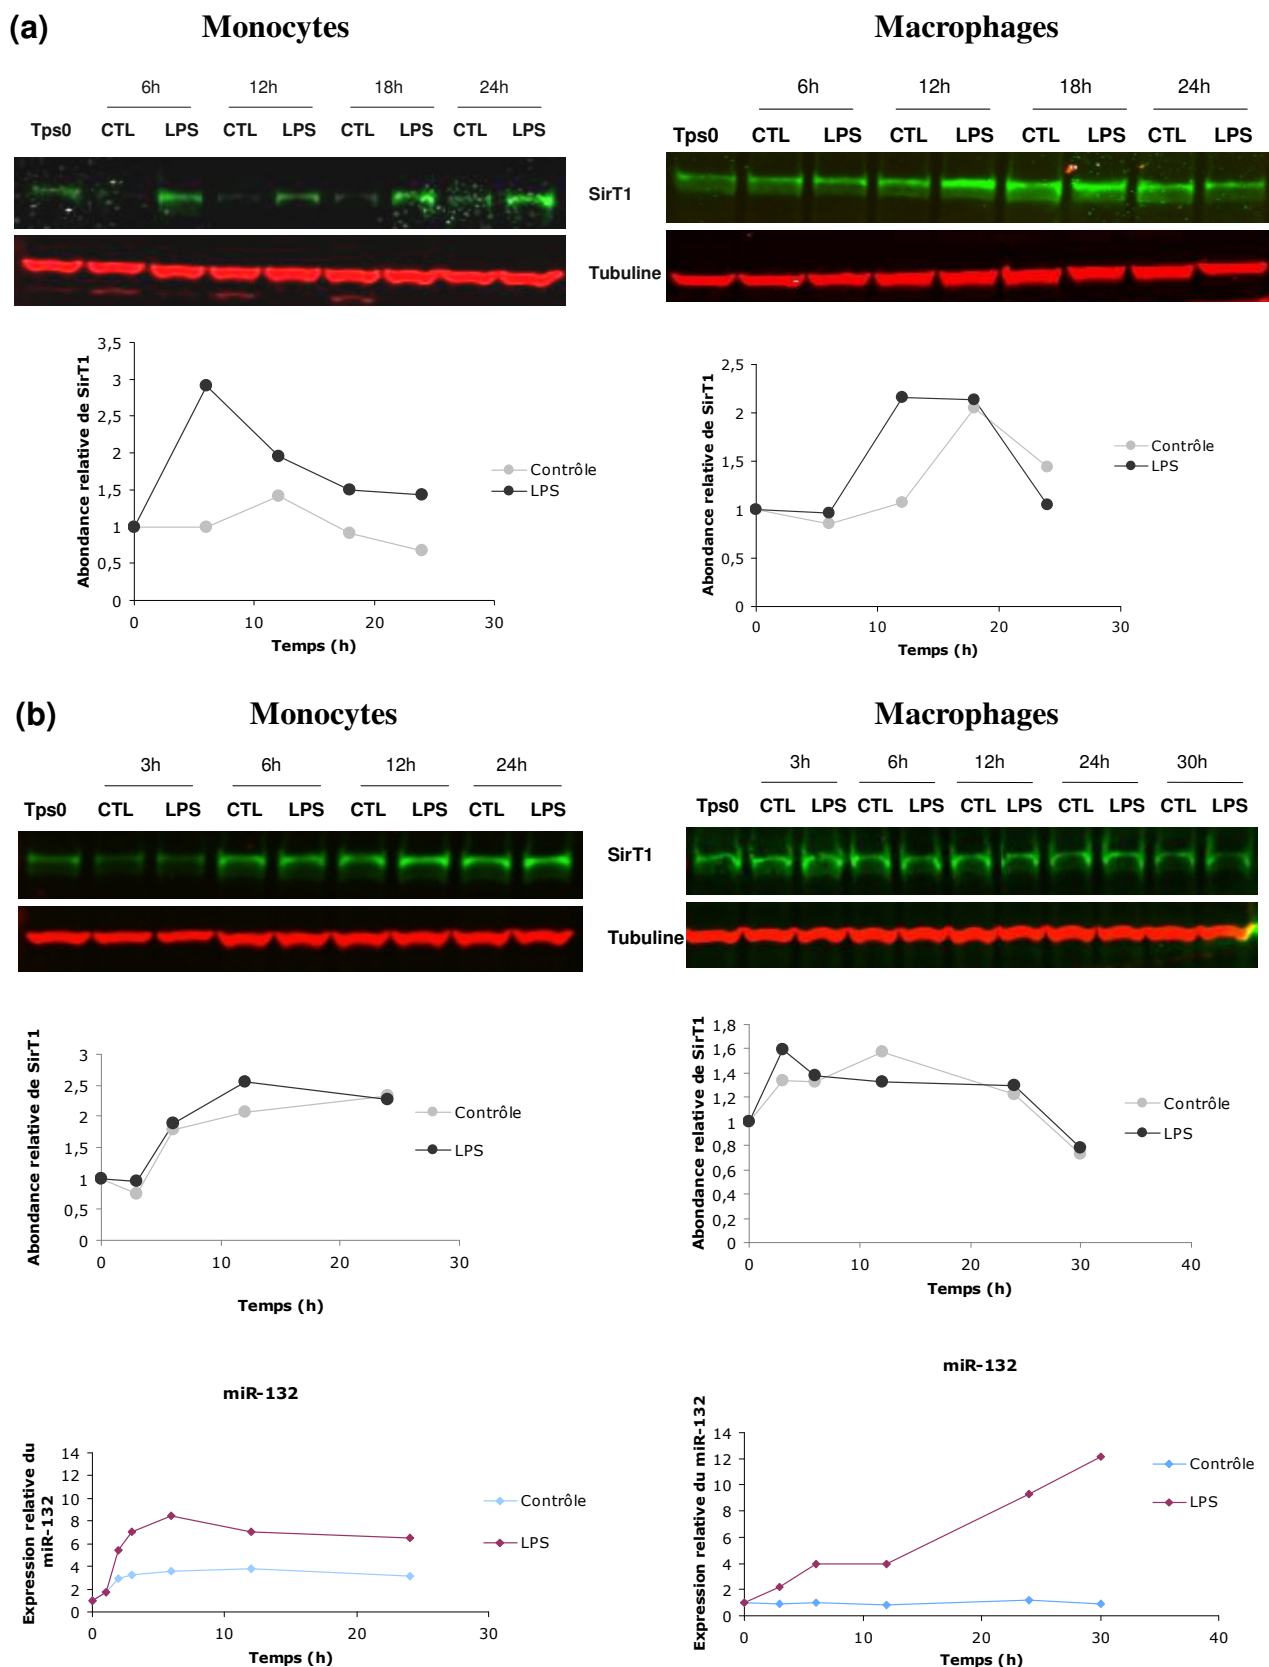 (a) Monocytes Macrophages
6h 12h 18h 24h
Tps0 CTL LPS CTL LPS CTL LPS CTL LPS
6h 12h 18h 24h
Tps0 CTL LPS CTL LPS CTL LPS CTL LPS
SirT1
Tubuline
Abondance relative de SirT1
3,5
3
2,5
2
1,5
1
0,5
0
0 10 20 30
Temps (h)
Contrôle
LPS
Abondance relative de SirT1
2,5
2
1,5
1
0,5
0
0 10 20 30
Temps (h)
Contrôle
LPS
(b) Monocytes Macrophages
3h 6h 12h 24h
Tps0 CTL LPS CTL LPS CTL LPS CTL LPS
3h 6h 12h 24h 30h
Tps0 CTL LPS CTL LPS CTL LPS CTL LPS CTL LPS
SirT1
Tubuline
Abondance relative de SirT1
3
2,5
2
1,5
1
0,5
0
0 10 20 30
Temps (h)
Contrôle
LPS
Abondance relative de SirT1
1,8
1,6
1,4
1,2
1
0,8
0,6
0,4
0,2
0
0 10 20 30 40
Temps (h)
Contrôle
LPS
miR-132
Expression relative du
miR-132
14
12
10
8
6
4
2
0
0 10 20 30
Temps (h)
Contrôle
LPS
miR-132
Expression relative du miR-132
14
12
10
8
6
4
2
0
0 10 20 30 40
Temps (h)
Contrôle
LPS